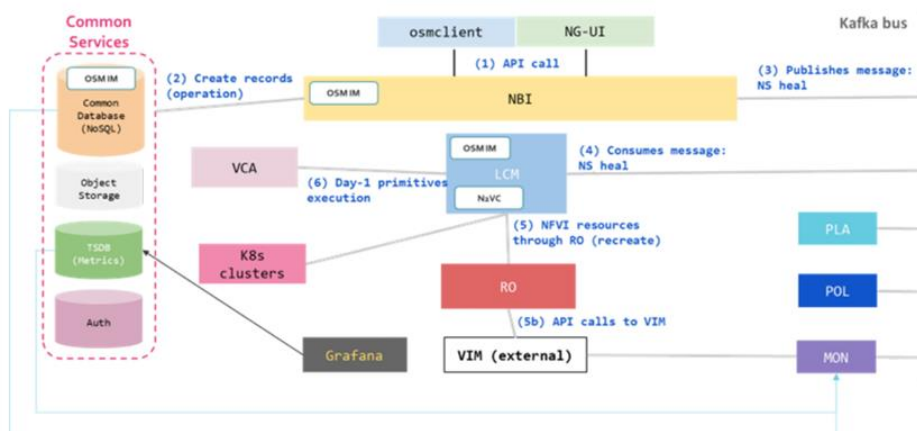 Common
Services
osmclient
NG-UI
Kafka bus
(1) API call
OSM IM
Common
Database
(NoSQL)
(2) Create records
(operation)
OSM IM
NBI
(3) Publishes message:
NS heal
VCA
OSM IM
LCM
N2VC
(4) Consumes message:
NS heal
Object
Storage
(6) Day-1 primitives
execution
(5) NFVI resources
through RO (recreate)
PLA
TSDB
(Metrics)
K8s
clusters
RO
POL
Auth
(5b) API calls to VIM
Grafana
VIM (external)
MON